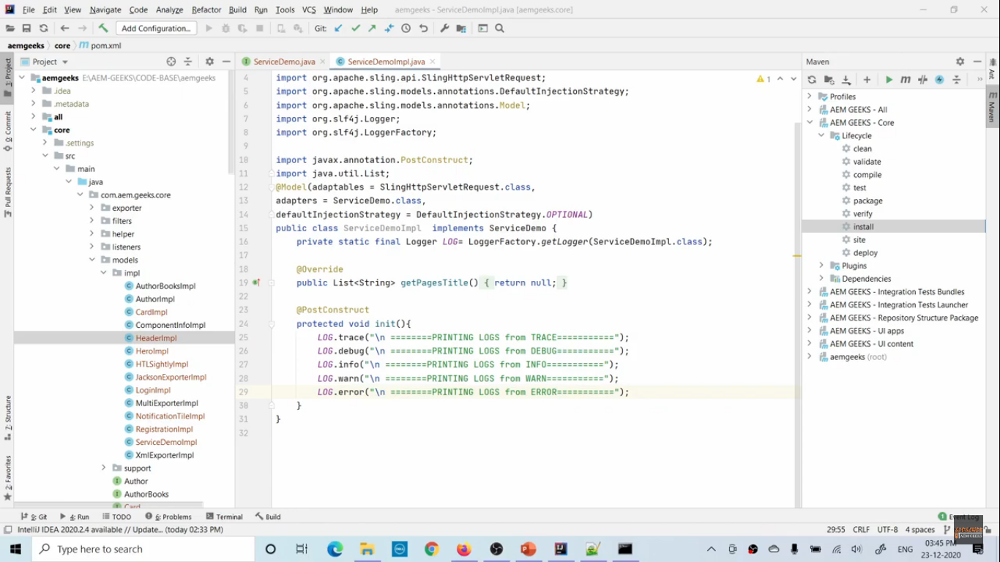 File Edit View Navigate Code Analyze Refactor Build Run Tools VCS Window Help aemgeeks - ServiceDemoImpl.java [aemgeeks.core]
Add Configuration... Git:
aemgeeks core pom.xml
Project
ServiceDemo.java ServiceDemoImpl.java
Maven
1: Project
0: Commit
Pull Requests
7: Structure
2: Favorites
aemgeeks E:\AEM-GEEKS\CODE-BASE\aemgeeks
.idea
.metadata
all
core
.settings
src
main
java
com.aem.geeks.core
exporter
filters
helper
listeners
models
impl
AuthorBooksImpl
AuthorImpl
CardImpl
ComponentInfoImpl
HeaderImpl
HeroImpl
HTLSightlyImpl
JacksonExporterImpl
LoginImpl
MultiExporterImpl
NotificationTileImpl
RegistrationImpl
ServiceDemoImpl
XmlExporterImpl
support
Author
AuthorBooks
Card
1
4 import org.apache.sling.api.SlingHttpServletRequest;
5 import org.apache.sling.models.annotations.DefaultInjectionStrategy;
6 import org.apache.sling.models.annotations.Model;
7 import org.slf4j.Logger;
8 import org.slf4j.LoggerFactory;
9
10 import javax.annotation.PostConstruct;
11 import java.util.List;
12 @Model(adaptables = SlingHttpServletRequest.class,
13 adapters = ServiceDemo.class,
14 defaultInjectionStrategy = DefaultInjectionStrategy.OPTIONAL)
15 public class ServiceDemoImpl implements ServiceDemo {
16 private static final Logger LOG= LoggerFactory.getLogger(ServiceDemoImpl.class);
17
18 @Override
19 public List<String> getPagesTitle() { return null; }
22
23 @PostConstruct
24 protected void init(){
25 LOG.trace("\n ========PRINTING LOGS from TRACE===========");
26 LOG.debug("\n ========PRINTING LOGS from DEBUG===========");
27 LOG.info("\n ========PRINTING LOGS from INFO===========");
28 LOG.warn("\n ========PRINTING LOGS from WARN===========");
29 LOG.error("\n ========PRINTING LOGS from ERROR===========");
30 }
31 }
32
Profiles
AEM GEEKS - All
AEM GEEKS - Core
Lifecycle
clean
validate
compile
test
package
verify
install
site
deploy
Plugins
Dependencies
AEM GEEKS - Integration Tests Bundles
AEM GEEKS - Integration Tests Launcher
AEM GEEKS - Repository Structure Package
AEM GEEKS - UI apps
AEM GEEKS - UI content
aemgeeks (root)
Ant
Maven
9: Git 4: Run TODO 6: Problems Terminal Build 1 Event Log
IntelliJ IDEA 2020.2.4 available // Update... (today 02:33 PM) 29:55 CRLF UTF-8 4 spaces
AEM GEEKS
Type here to search
ENG
03:45 PM
23-12-2020